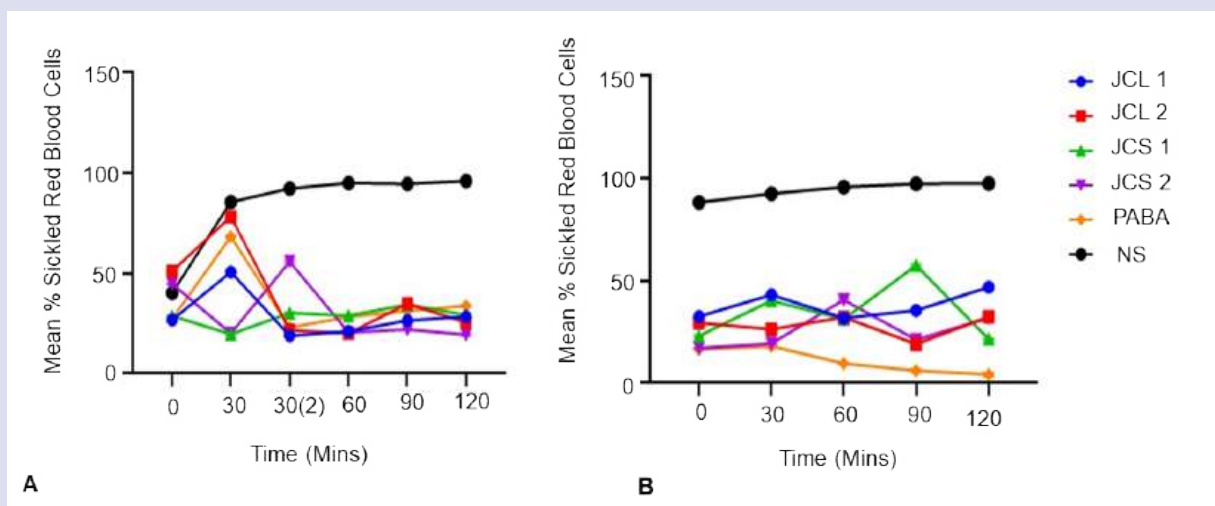 Mean % Sickled Red Blood Cells
150
100
50
0
0 30 30(2) 60 90 120
Time (Mins)
A
Mean % Sickled Red Blood Cells
150
100
50
0
0 30 60 90 120
Time (Mins)
B
JCL 1
JCL 2
JCS 1
JCS 2
PABA
NS